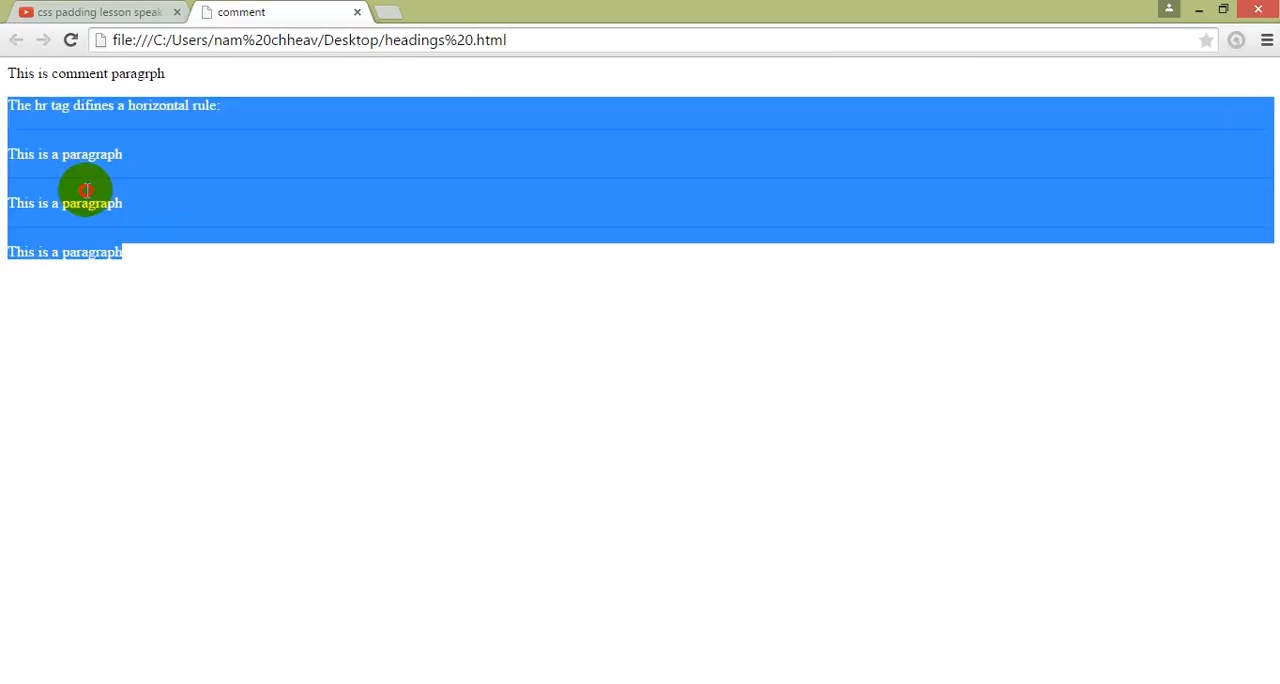 css padding lesson speak
comment
file:///C:/Users/nam%20chheav/Desktop/headings%20.html
This is comment paragrph
The hr tag difines a horizontal rule:
This is a paragraph
This is a paragraph
This is a paragraph